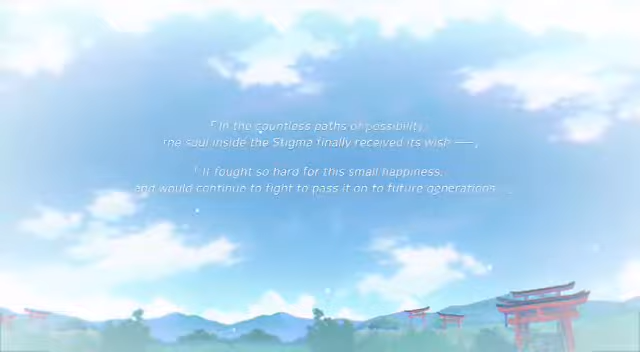 「In the countless paths of possibility,
the soul inside the Stigma finally received its wish ——,
「It fought so hard for this small happiness,
and would continue to fight to pass it on to future generations...